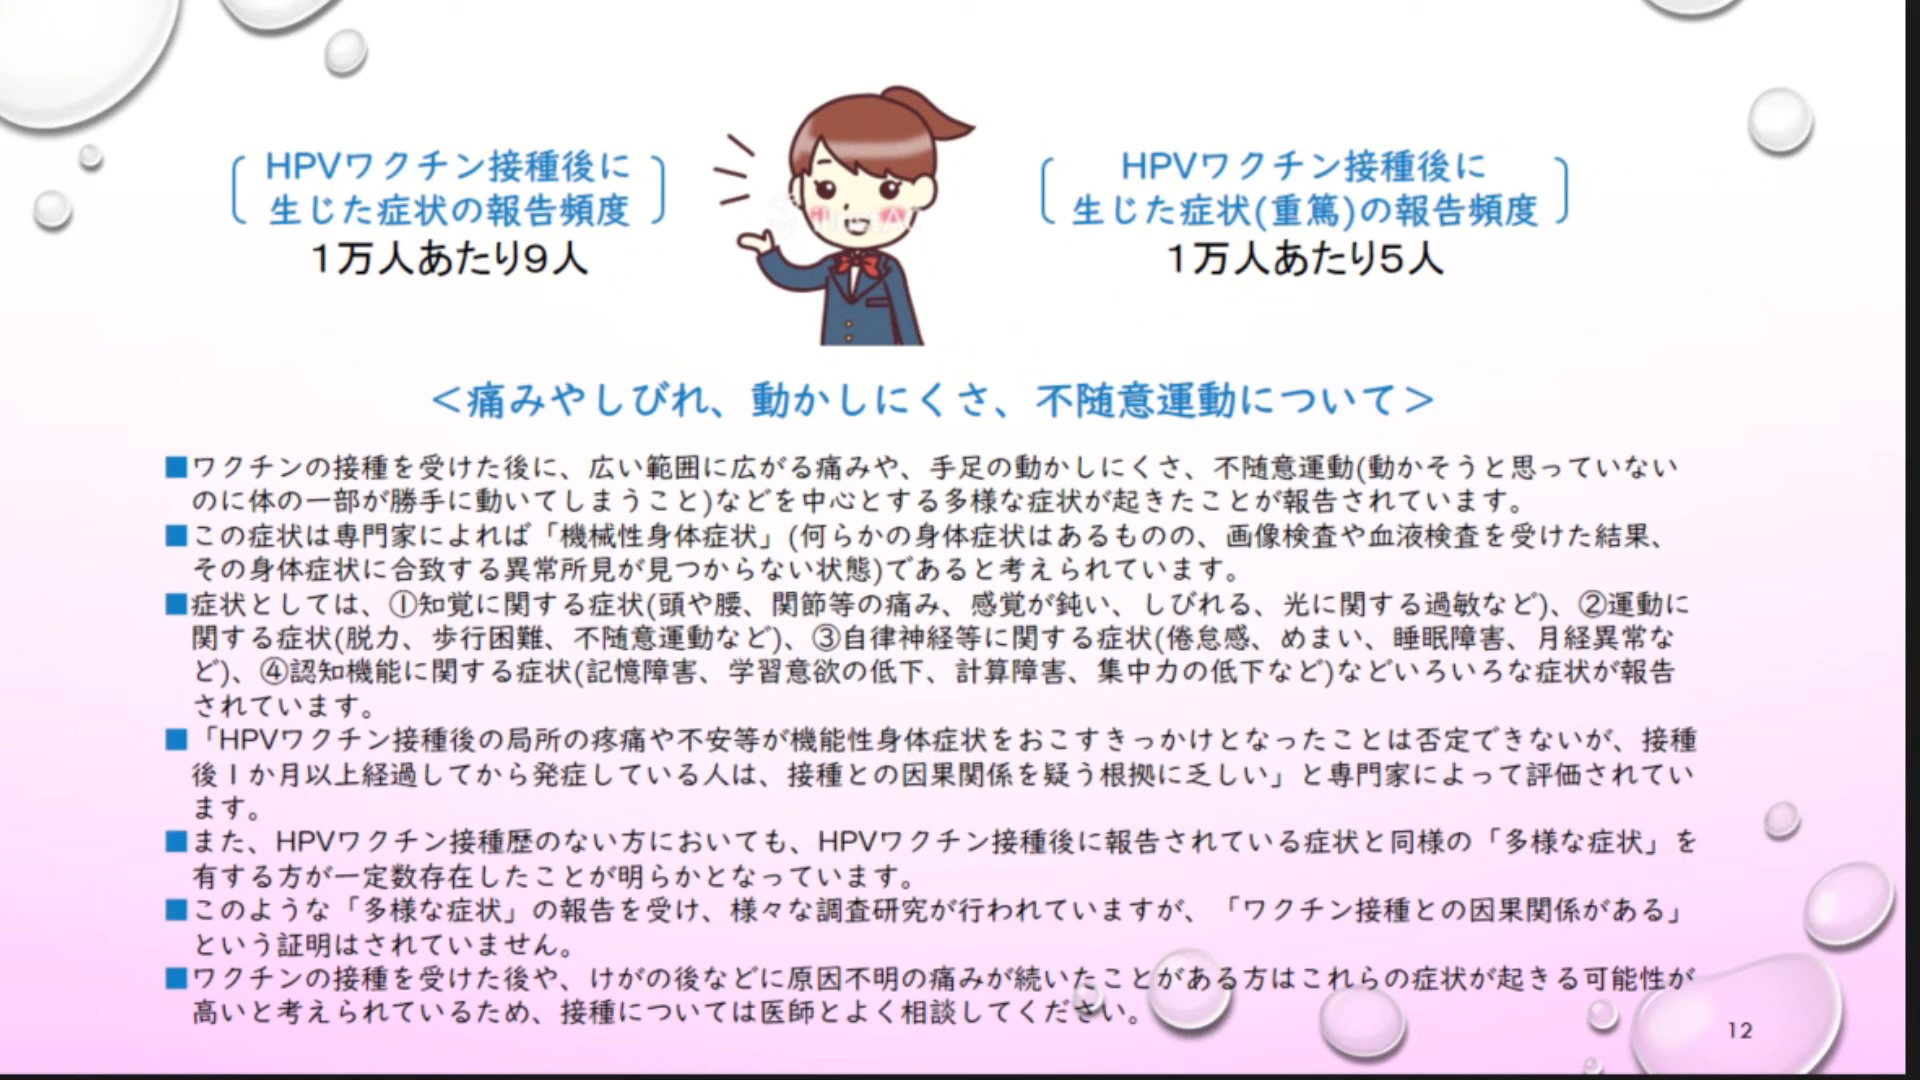 HPVワクチン接種後に
生じた症状の報告頻度
1万人あたり9人
HPVワクチン接種後に
生じた症状(重篤)の報告頻度
1万人あたり5人
＜痛みやしびれ、動かしにくさ、不随意運動について＞
■ワクチンの接種を受けた後に、広い範囲に広がる痛みや、手足の動かしにくさ、不随意運動(動かそうと思っていない
のに体の一部が勝手に動いてしまうこと)などを中心とする多様な症状が起きたことが報告されています。
■この症状は専門家によれば「機械性身体症状」(何らかの身体症状はあるものの、画像検査や血液検査を受けた結果、
その身体症状に合致する異常所見が見つからない状態)であると考えられています。
■症状としては、①知覚に関する症状(頭や腰、関節等の痛み、感覚が鈍い、しびれる、光に関する過敏など)、②運動に
関する症状(脱力、歩行困難、不随意運動など)、③自律神経等に関する症状(倦怠感、めまい、睡眠障害、月経異常な
ど)、④認知機能に関する症状(記憶障害、学習意欲の低下、計算障害、集中力の低下など)などいろいろな症状が報告
されています。
■「HPVワクチン接種後の局所の疼痛や不安等が機能性身体症状をおこすきっかけとなったことは否定できないが、接種
後1か月以上経過してから発症している人は、接種との因果関係を疑う根拠に乏しい」と専門家によって評価されてい
ます。
■また、HPVワクチン接種歴のない方においても、HPVワクチン接種後に報告されている症状と同様の「多様な症状」を
有する方が一定数存在したことが明らかとなっています。
■このような「多様な症状」の報告を受け、様々な調査研究が行われていますが、「ワクチン接種との因果関係がある」
という証明はされていません。
■ワクチンの接種を受けた後や、けがの後などに原因不明の痛みが続いたことがある方はこれらの症状が起きる可能性が
高いと考えられているため、接種については医師とよく相談してください。
12